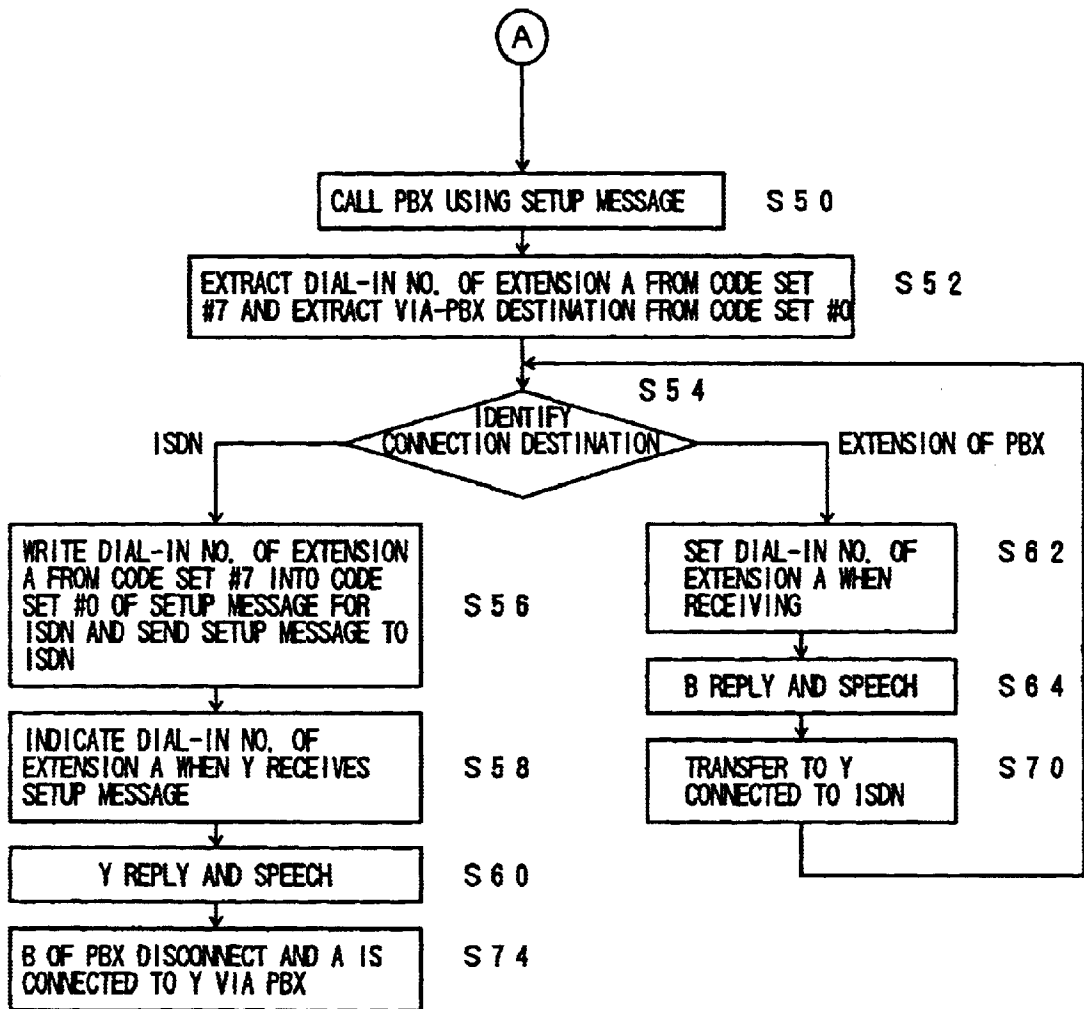 A
CALL PBX USING SETUP MESSAGE
S50
EXTRACT DIAL-IN NO. OF EXTENSION A FROM CODE SET
#7 AND EXTRACT VIA-PBX DESTINATION FROM CODE SET #0
S52
S54
IDENTIFY
CONNECTION DESTINATION
ISDN
EXTENSION OF PBX
WRITE DIAL-IN NO. OF EXTENSION
A FROM CODE SET #7 INTO CODE
SET #0 OF SETUP MESSAGE FOR
ISDN AND SEND SETUP MESSAGE TO
ISDN
S56
INDICATE DIAL-IN NO. OF
EXTENSION A WHEN Y RECEIVES
SETUP MESSAGE
S58
Y REPLY AND SPEECH
S60
B OF PBX DISCONNECT AND A IS
CONNECTED TO Y VIA PBX
S74
SET DIAL-IN NO. OF
EXTENSION A WHEN
RECEIVING
S62
B REPLY AND SPEECH
S64
TRANSFER TO Y
CONNECTED TO ISDN
S70